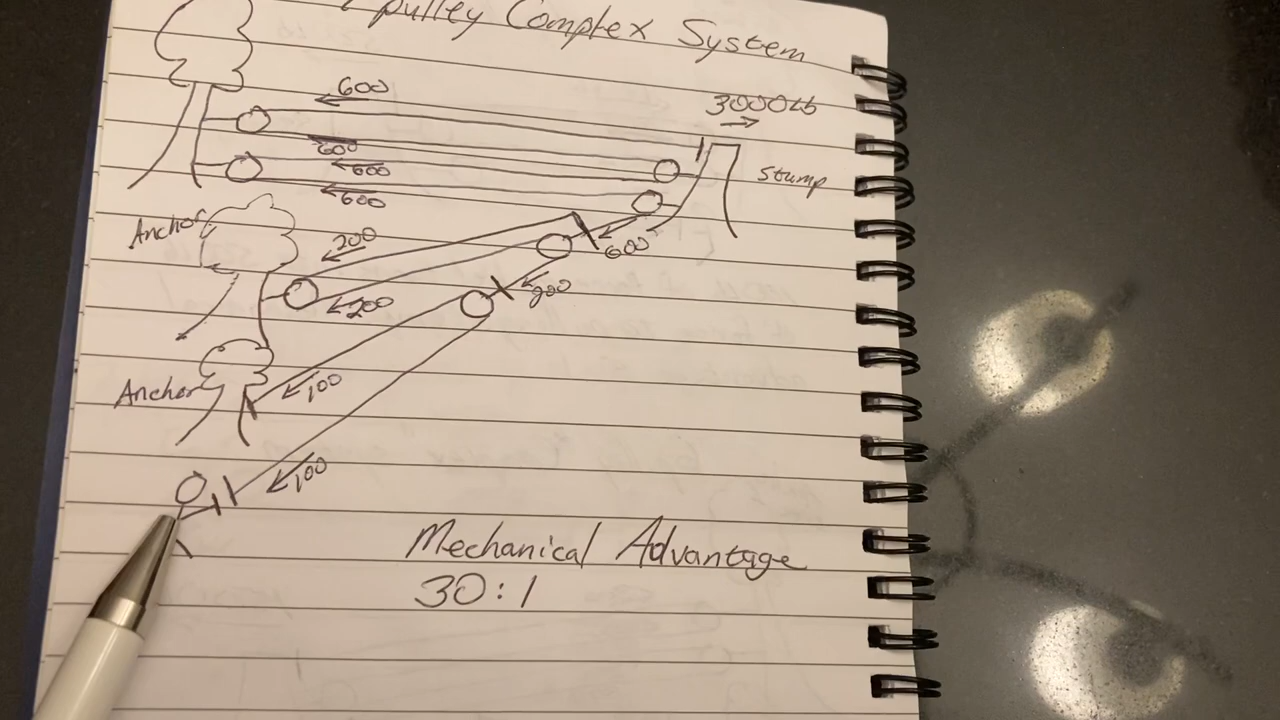 pulley Complex System
600
3000Lb
600
600
Stump
600
Anchor
200
600
200
200
Anchor
100
100
Mechanical Advantage
30:1